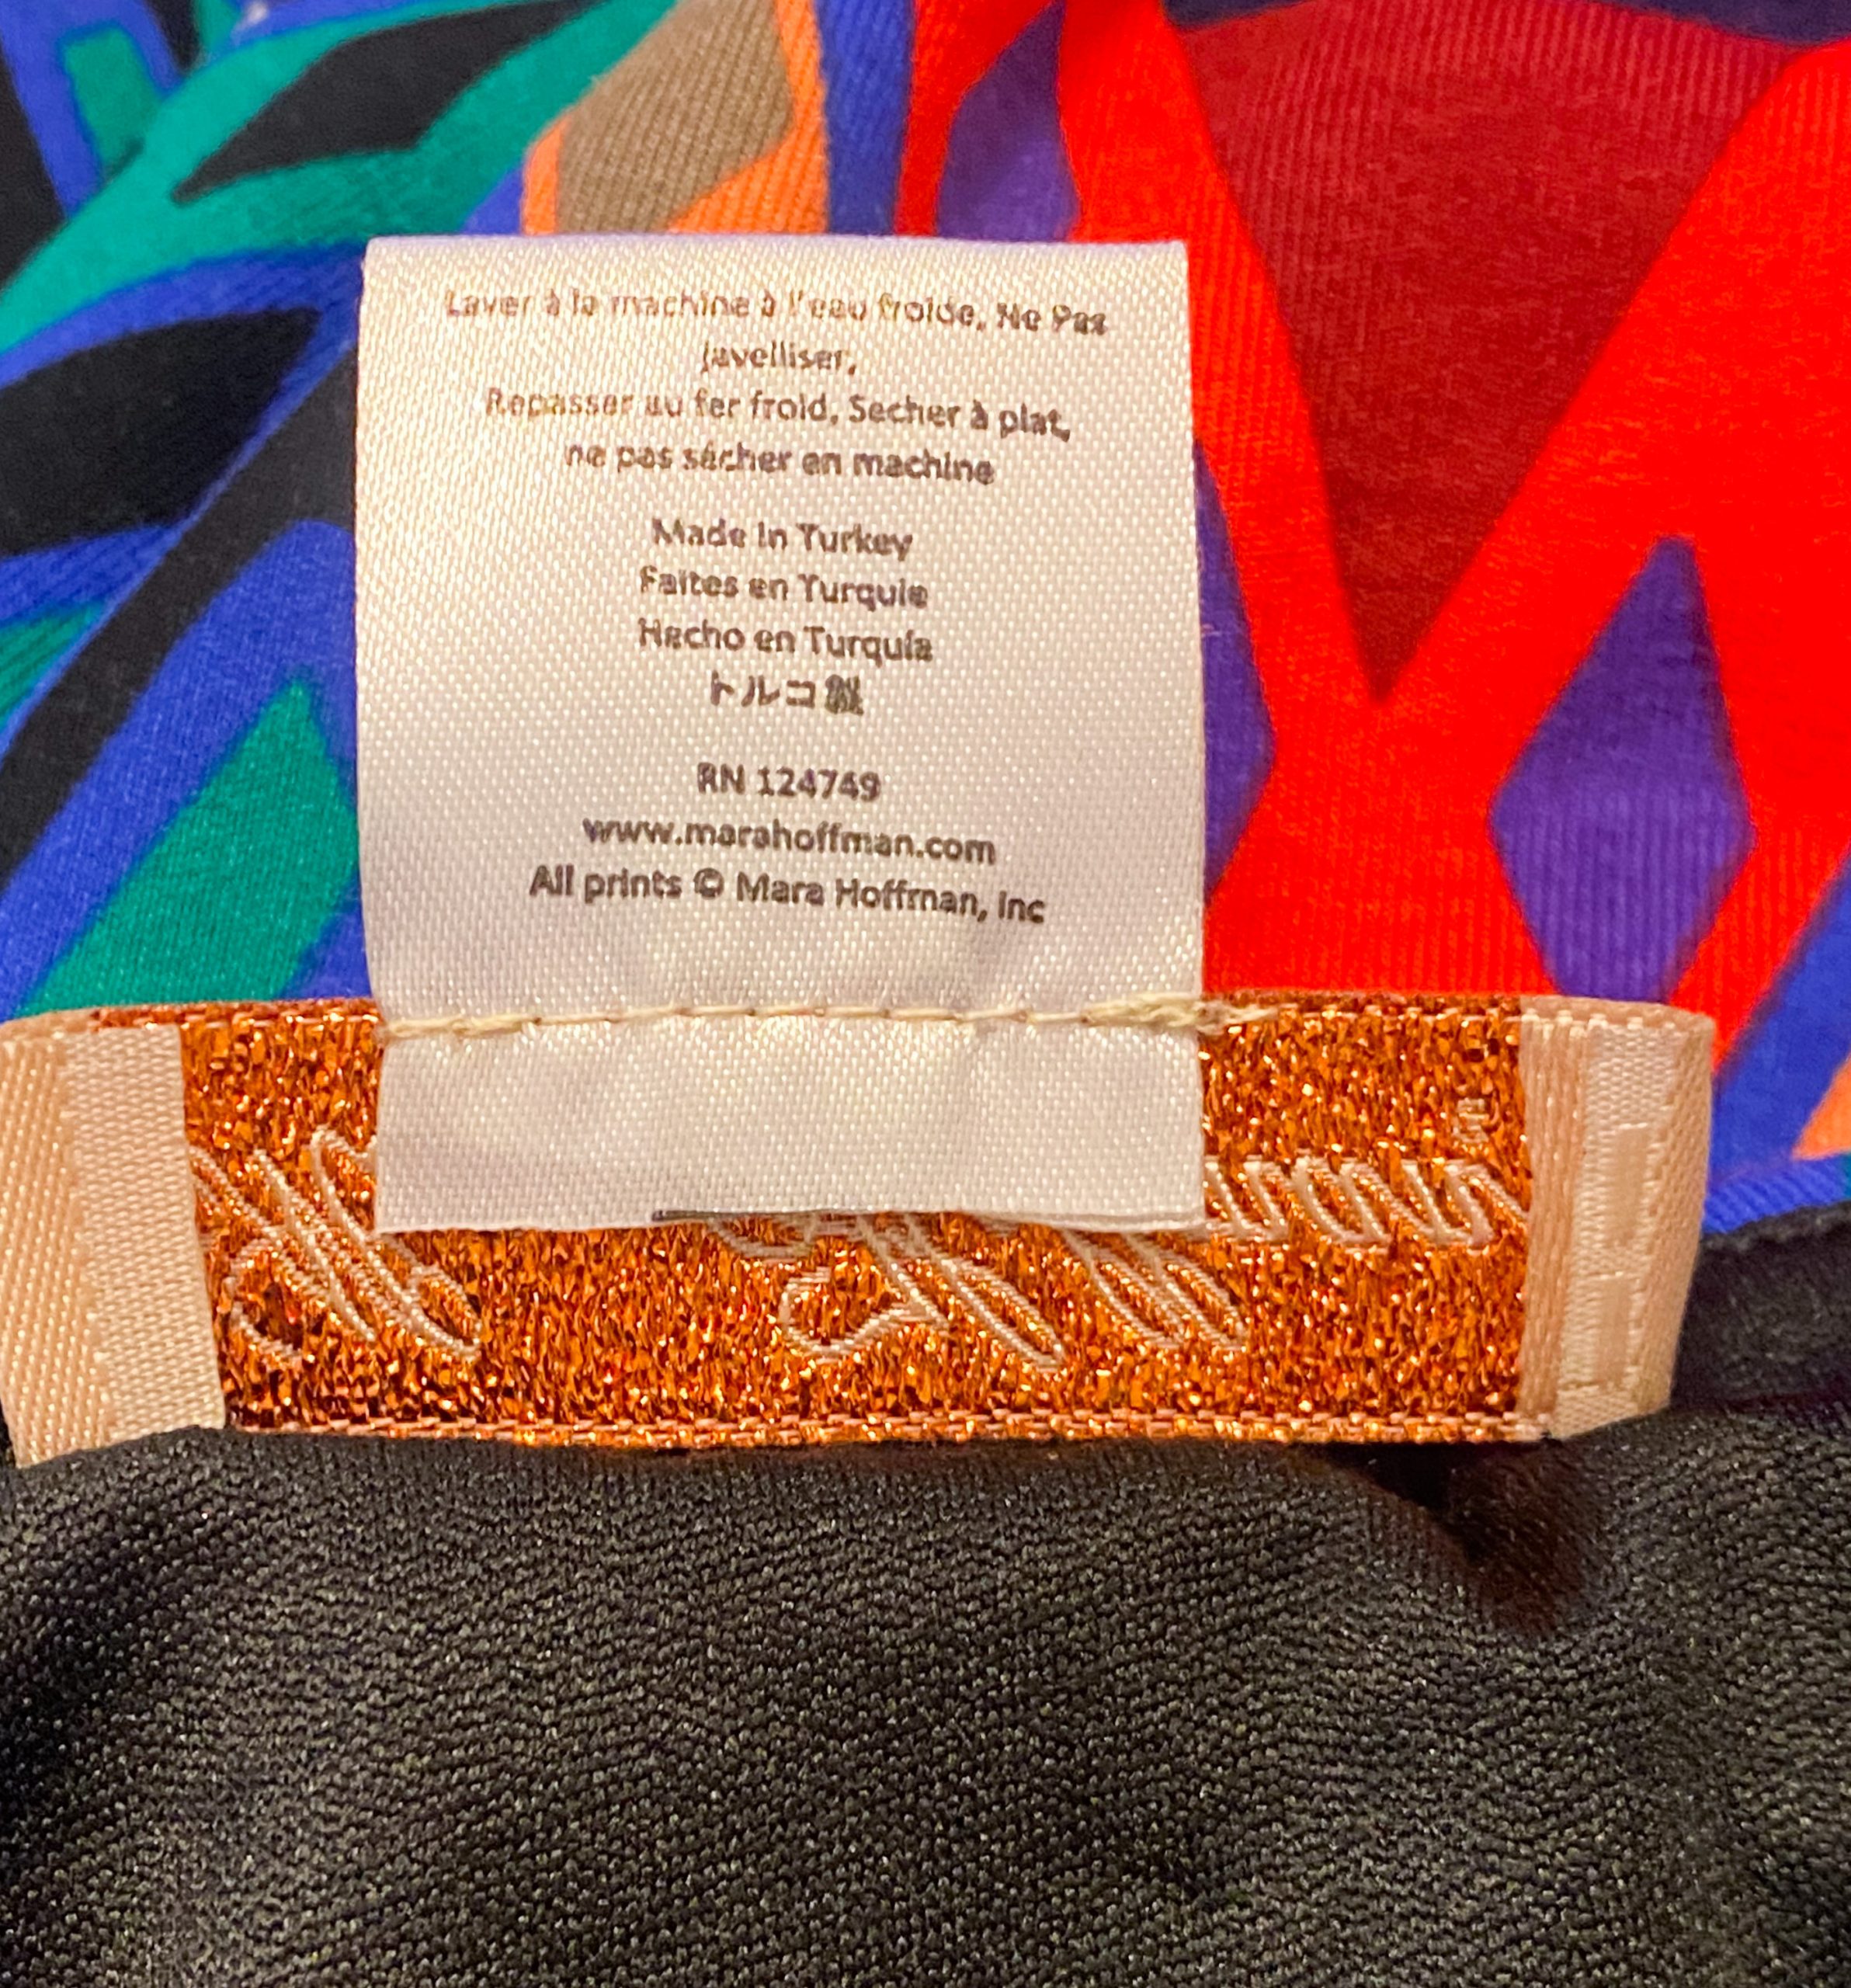 Laver à la machine à l'eau froide, Ne Pas
javelliser,
Repasser au fer froid, Secher à plat,
ne pas sécher en machine
Made in Turkey
Faites en Turquie
Hecho en Turquía
トルコ製
RN 124749
www.marahoffman.com
All prints © Mara Hoffman, Inc